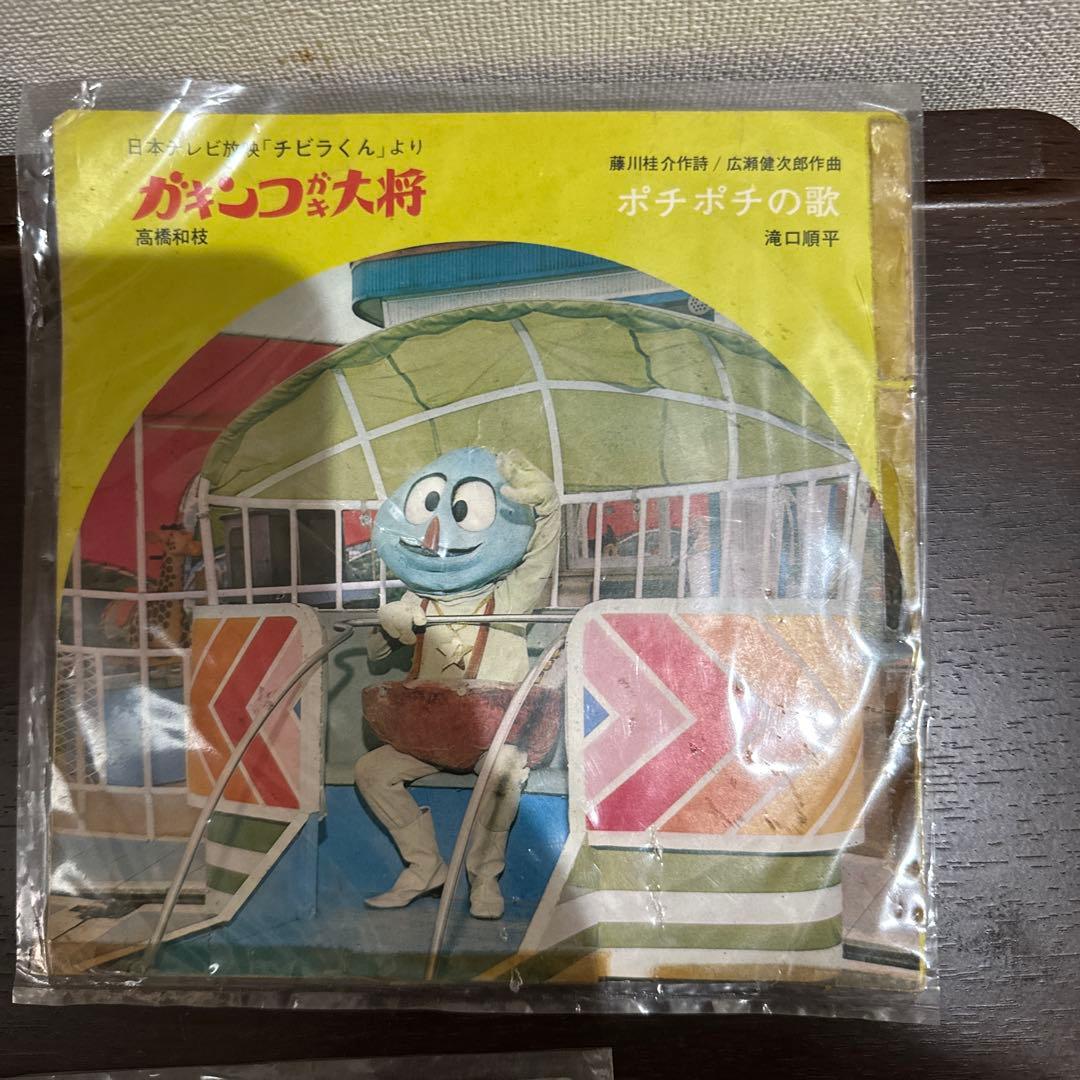 日本テレビ放映「チビラくん」より
ガキンコガキ大将
高橋和枝
藤川桂介作詩/広瀬健次郎作曲
ポチポチの歌
滝口順平